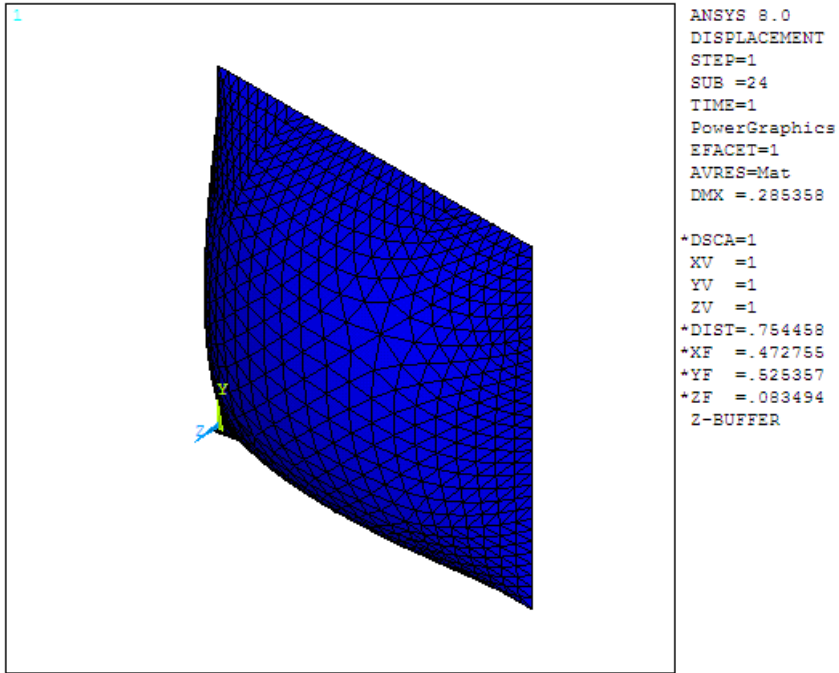 1
ANSYS 8.0
DISPLACEMENT
STEP=1
SUB =24
TIME=1
PowerGraphics
EFACET=1
AVRES=Mat
DMX =.285358
*DSCA=1
XV =1
YV =1
ZV =1
*DIST=.754458
*XF =.472755
*YF =.525357
*ZF =.083494
Z-BUFFER
Y
Z